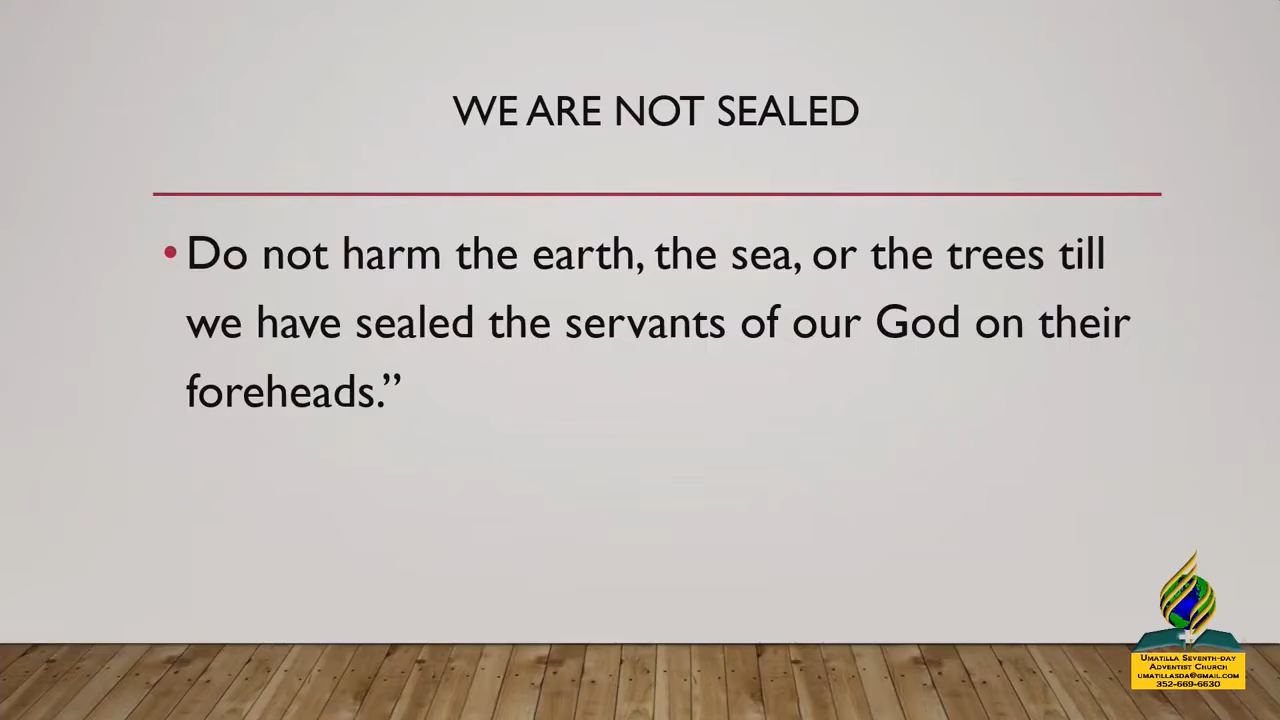 WE ARE NOT SEALED
• Do not harm the earth, the sea, or the trees till
we have sealed the servants of our God on their
foreheads.”
UMATILLA SEVENTH-DAY
ADVENTIST CHURCH
UMATILLASDA@GMAIL.COM
352-669-6630